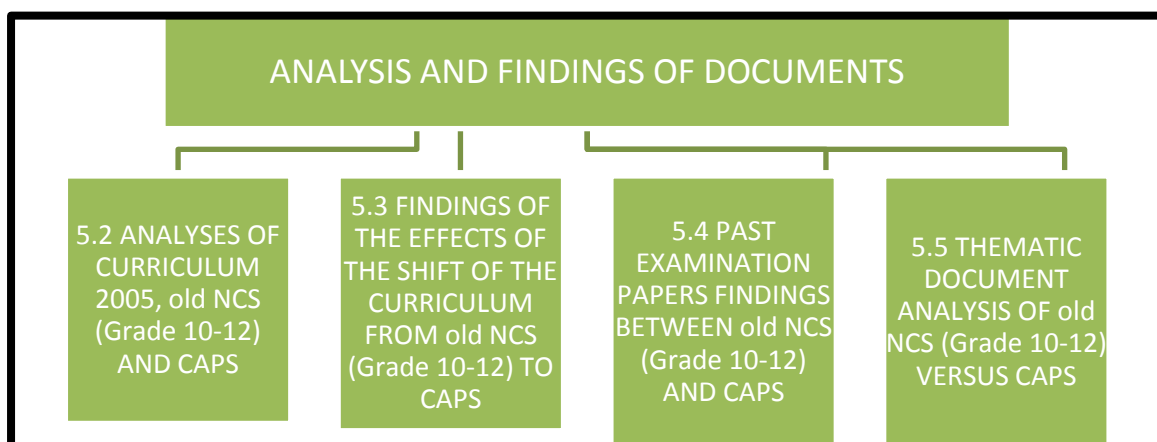 ANALYSIS AND FINDINGS OF DOCUMENTS
5.2 ANALYSES OF
CURRICULUM
2005, old NCS
(Grade 10-12)
AND CAPS
5.3 FINDINGS OF
THE EFFECTS OF
THE SHIFT OF THE
CURRICULUM
FROM old NCS
(Grade 10-12) TO
CAPS
5.4 PAST
EXAMINATION
PAPERS FINDINGS
BETWEEN old NCS
(Grade 10-12)
AND CAPS
5.5 THEMATIC
DOCUMENT
ANALYSIS OF old
NCS (Grade 10-12)
VERSUS CAPS